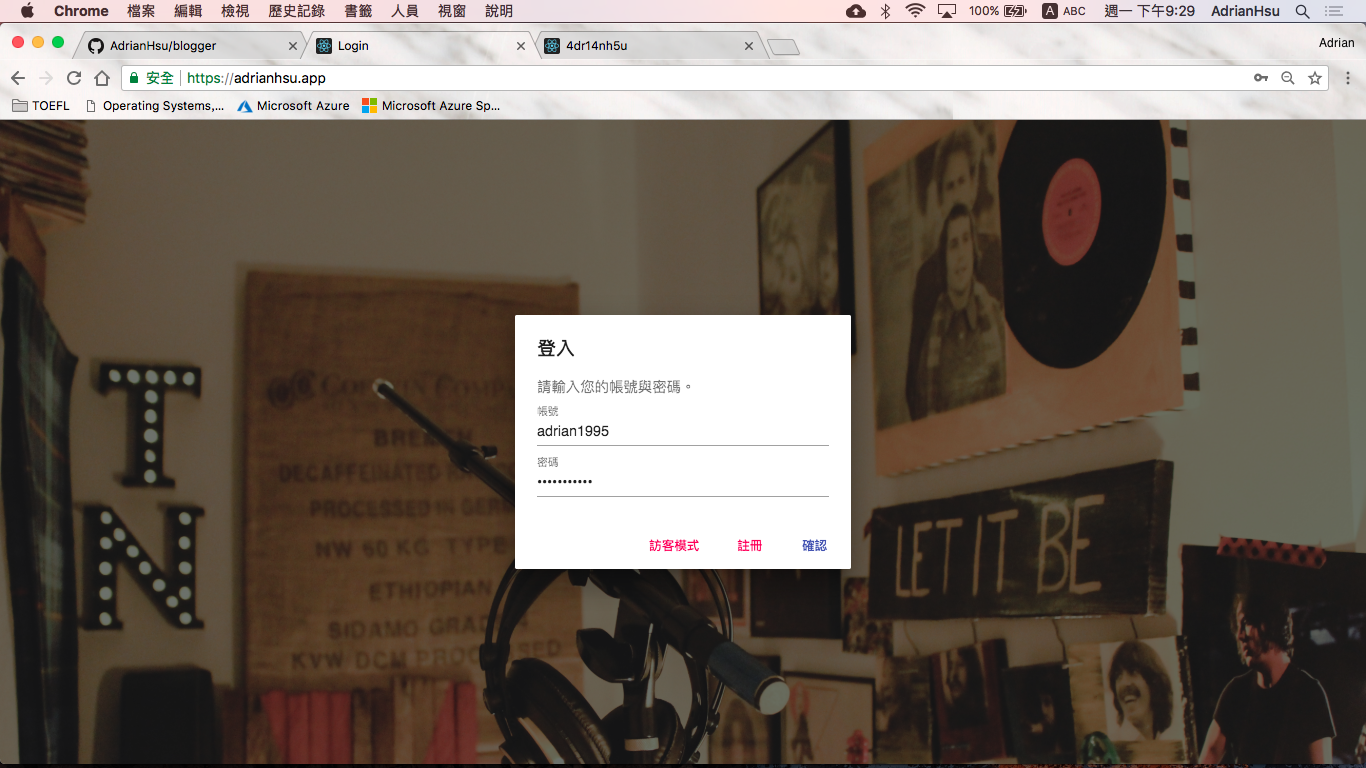 Chrome 檔案 編輯 檢視 歷史記錄 書籤 人員 視窗 說明 100% A ABC 週一 下午9:29 AdrianHsu
AdrianHsu/blogger Login 4dr14nh5u Adrian
安全 https://adrianhsu.app
TOEFL Operating Systems,... Microsoft Azure Microsoft Azure Sp...
登入
請輸入您的帳號與密碼。
帳號
adrian1995
密碼
•••••••••••
訪客模式 註冊 確認
T
N
BREMEN
DECAFFEINATED
PROCESSED IN GER
NW 60 KG TYPE
ETHIOPIAN
SIDAMO GRADE
KVW DCM PROCESSED
LET IT BE